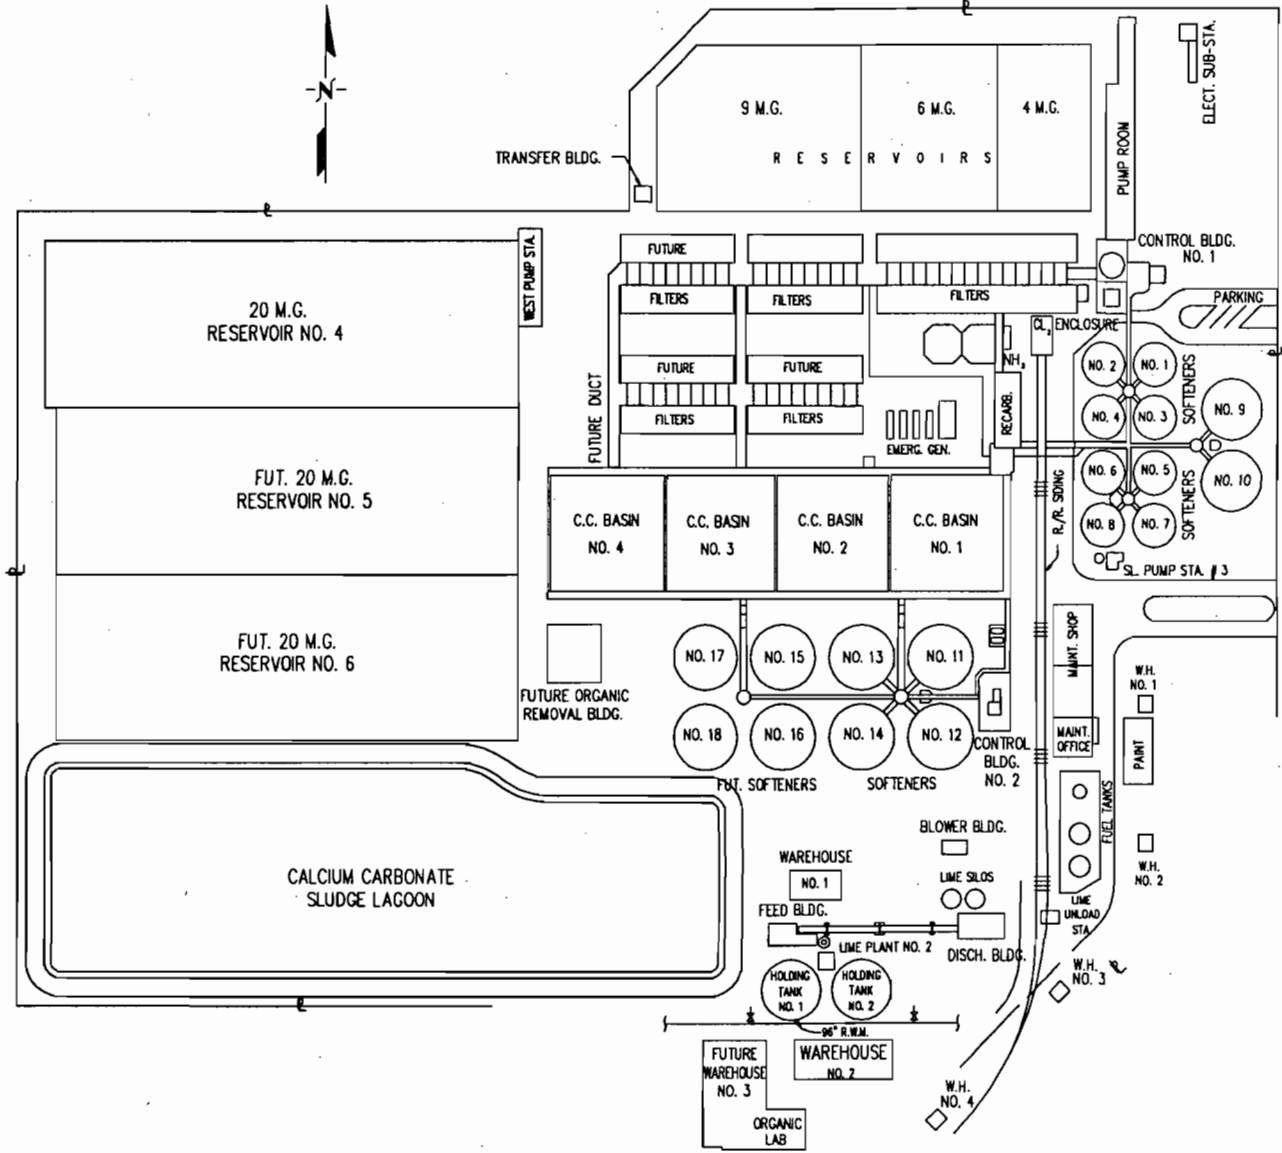 -N-
TRANSFER BLDG.
9 M.G.
6 M.G.
4 M.G.
R E S E R V O I R S
PUMP ROOM
ELECT. SUB-STA.
WEST PUMP STA.
20 M.G.
RESERVOIR NO. 4
FUT. 20 M.G.
RESERVOIR NO. 5
FUT. 20 M.G.
RESERVOIR NO. 6
FUTURE
FILTERS
FILTERS
FILTERS
FUTURE
FUTURE
FILTERS
FILTERS
FUTURE DUCT
CONTROL BLDG.
NO. 1
PARKING
CL2 ENCLOSURE
NH3
RECARB.
EMERG. GEN.
NO. 2
NO. 1
NO. 4
NO. 3
SOFTENERS
NO. 9
NO. 10
NO. 6
NO. 5
NO. 8
NO. 7
SOFTENERS
R./R. SIDING
SL. PUMP STA. #3
C.C. BASIN
NO. 4
C.C. BASIN
NO. 3
C.C. BASIN
NO. 2
C.C. BASIN
NO. 1
FUTURE ORGANIC
REMOVAL BLDG.
NO. 17
NO. 15
NO. 13
NO. 11
NO. 18
NO. 16
NO. 14
NO. 12
FUT. SOFTENERS
SOFTENERS
CONTROL
BLDG.
NO. 2
MAINT. SHOP
MAINT.
OFFICE
W.H.
NO. 1
PAINT
FUEL TANKS
W.H.
NO. 2
CALCIUM CARBONATE
SLUDGE LAGOON
BLOWER BLDG.
WAREHOUSE
NO. 1
LIME SILOS
FEED BLDG.
LIME PLANT NO. 2
DISCH. BLDG.
LIME
UNLOAD
STA.
HOLDING
TANK
NO. 1
HOLDING
TANK
NO. 2
W.H.
NO. 3
96" R.W.M.
FUTURE
WAREHOUSE
NO. 3
WAREHOUSE
NO. 2
ORGANIC
LAB
W.H.
NO. 4